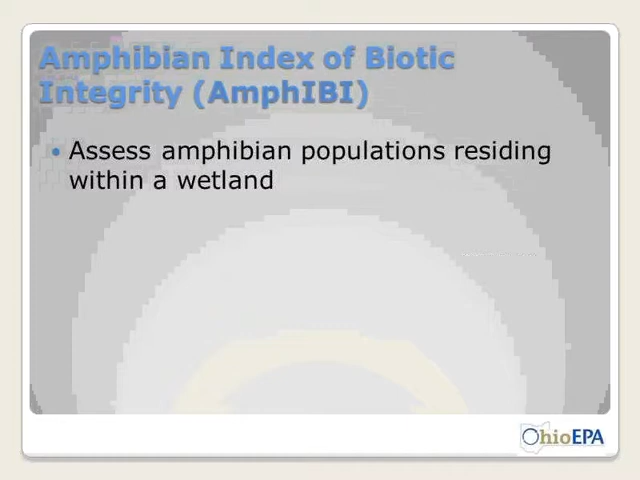 Amphibian Index of Biotic
Integrity (AmphIBI)
Assess amphibian populations residing
within a wetland
OhioEPA